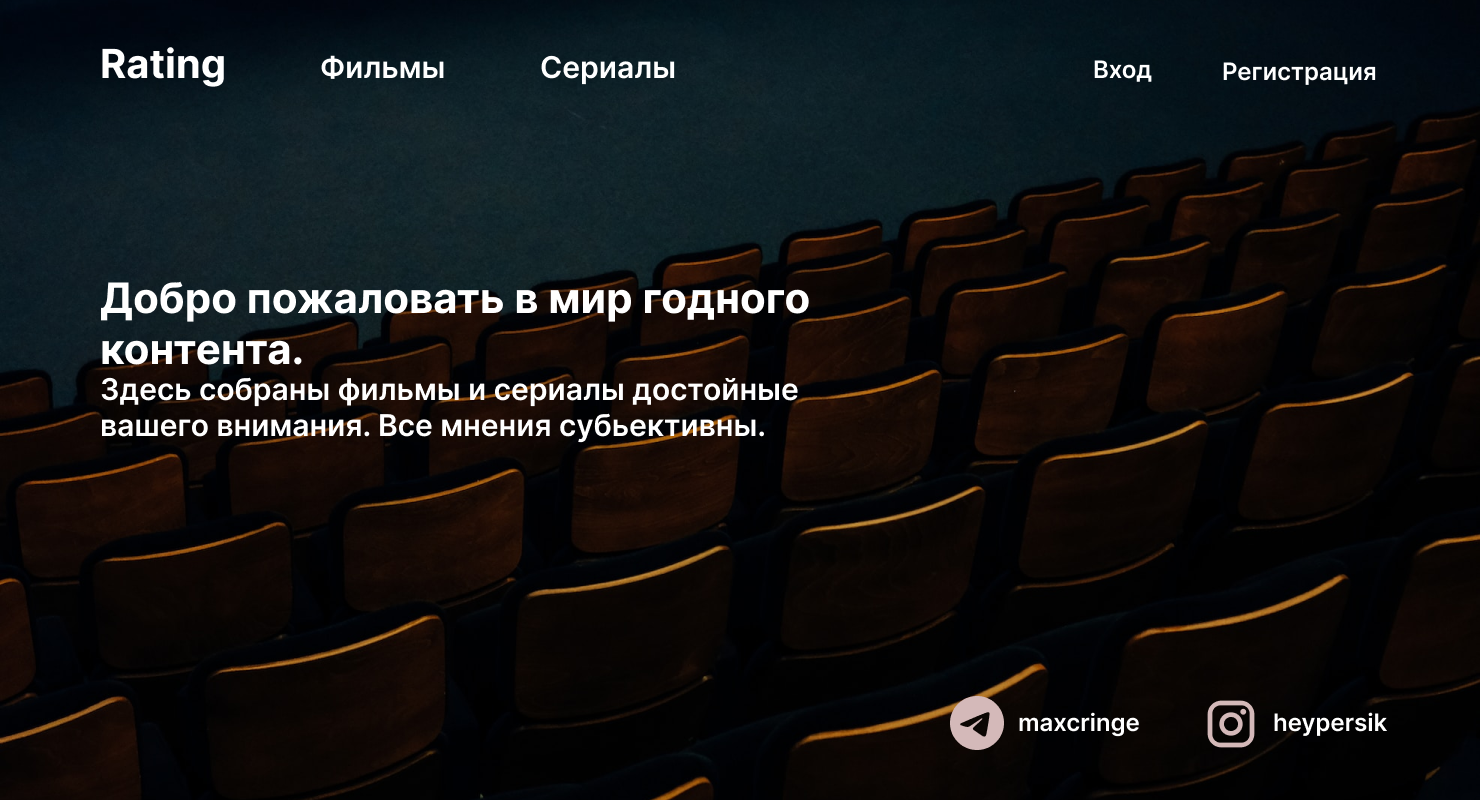 Rating
Фильмы
Сериалы
Вход
Регистрация
Добро пожаловать в мир годного
контента.
Здесь собраны фильмы и сериалы достойные
вашего внимания. Все мнения субьективны.
maxcringe
heypersik